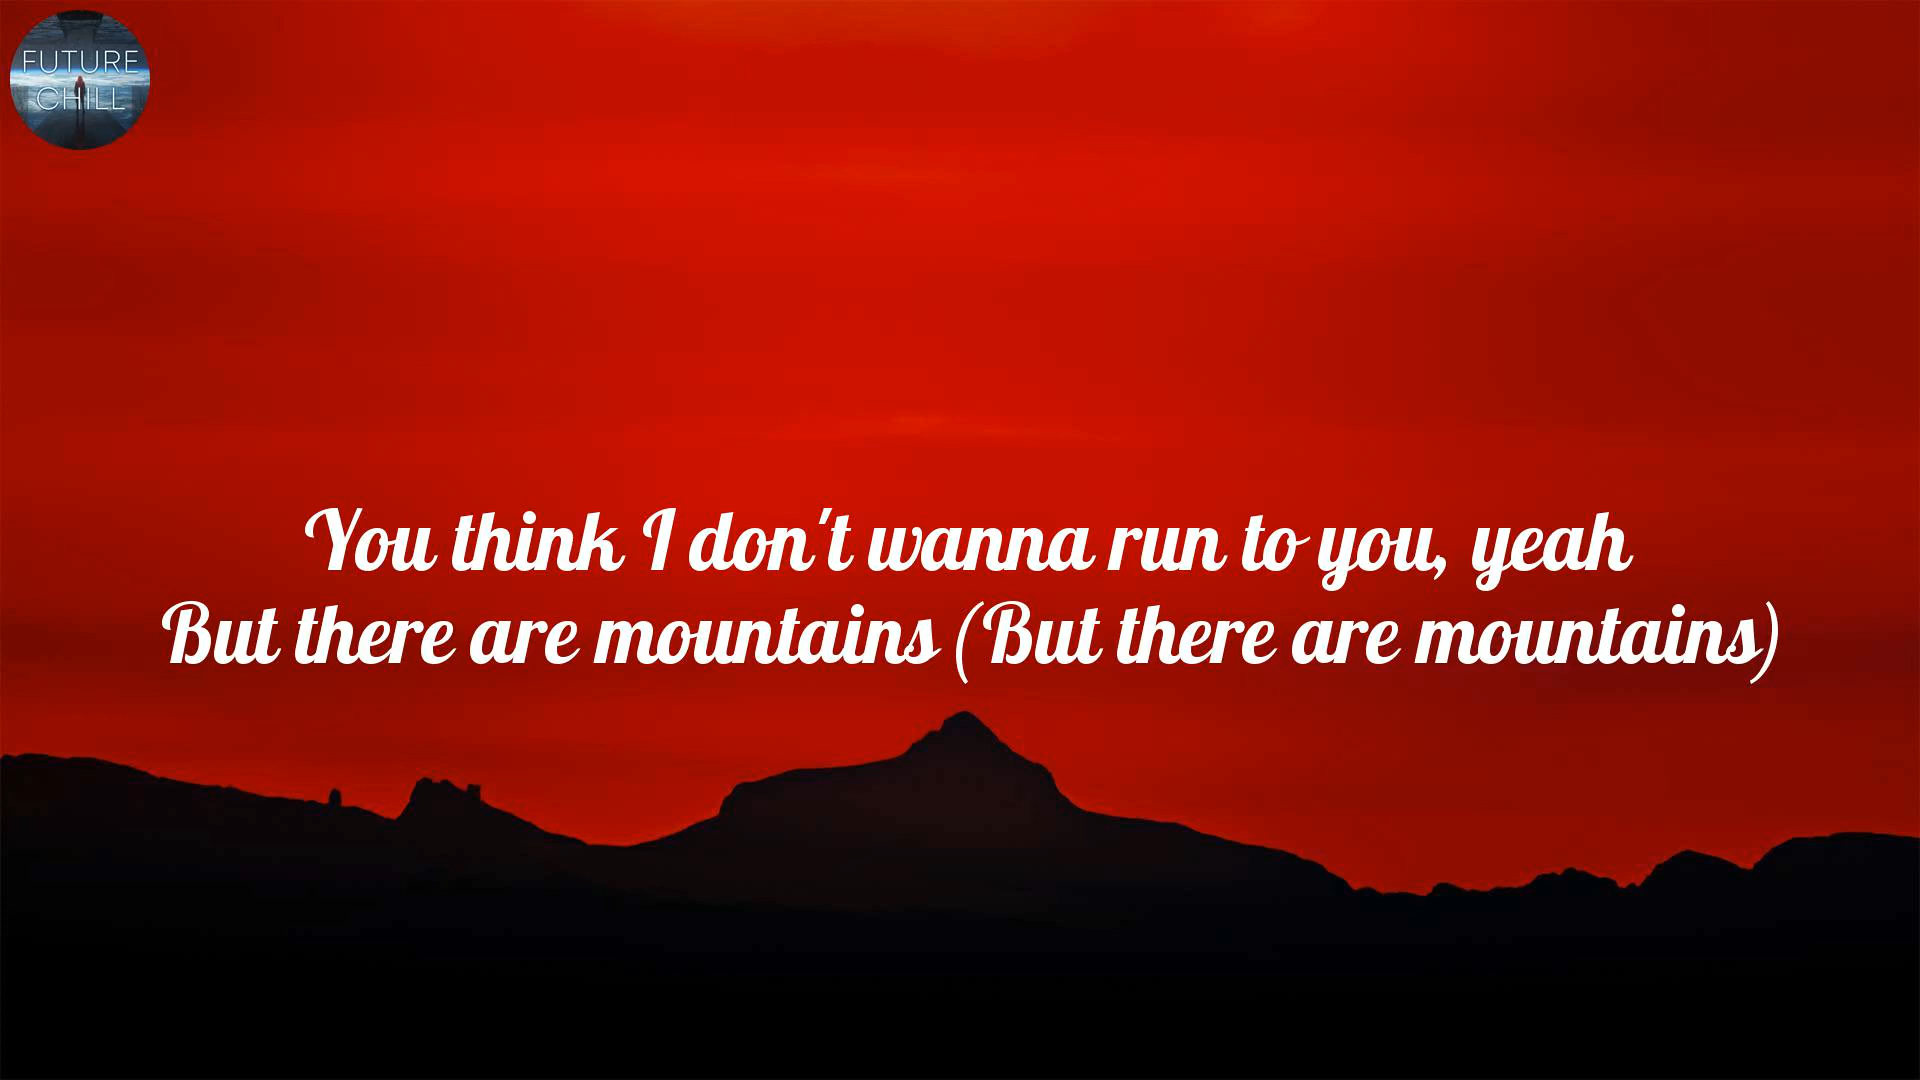 FUTURE
CHILL
You think I don't wanna run to you, yeah
But there are mountains (But there are mountains)